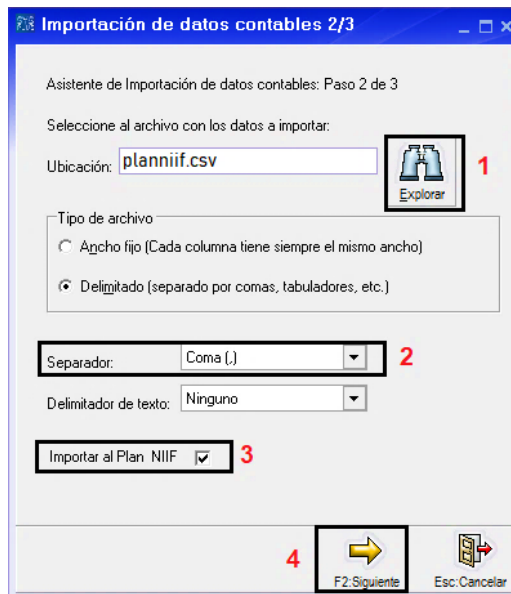 Importación de datos contables 2/3
Asistente de Importación de datos contables: Paso 2 de 3
Seleccione al archivo con los datos a importar:
Ubicación: planniif.csv
Explorar
1
Tipo de archivo
Ancho fijo (Cada columna tiene siempre el mismo ancho)
Delimitado (separado por comas, tabuladores, etc.)
Separador: Coma (,)
2
Delimitador de texto: Ninguno
Importar al Plan NIIF
3
4
F2:Siguiente
Esc:Cancelar